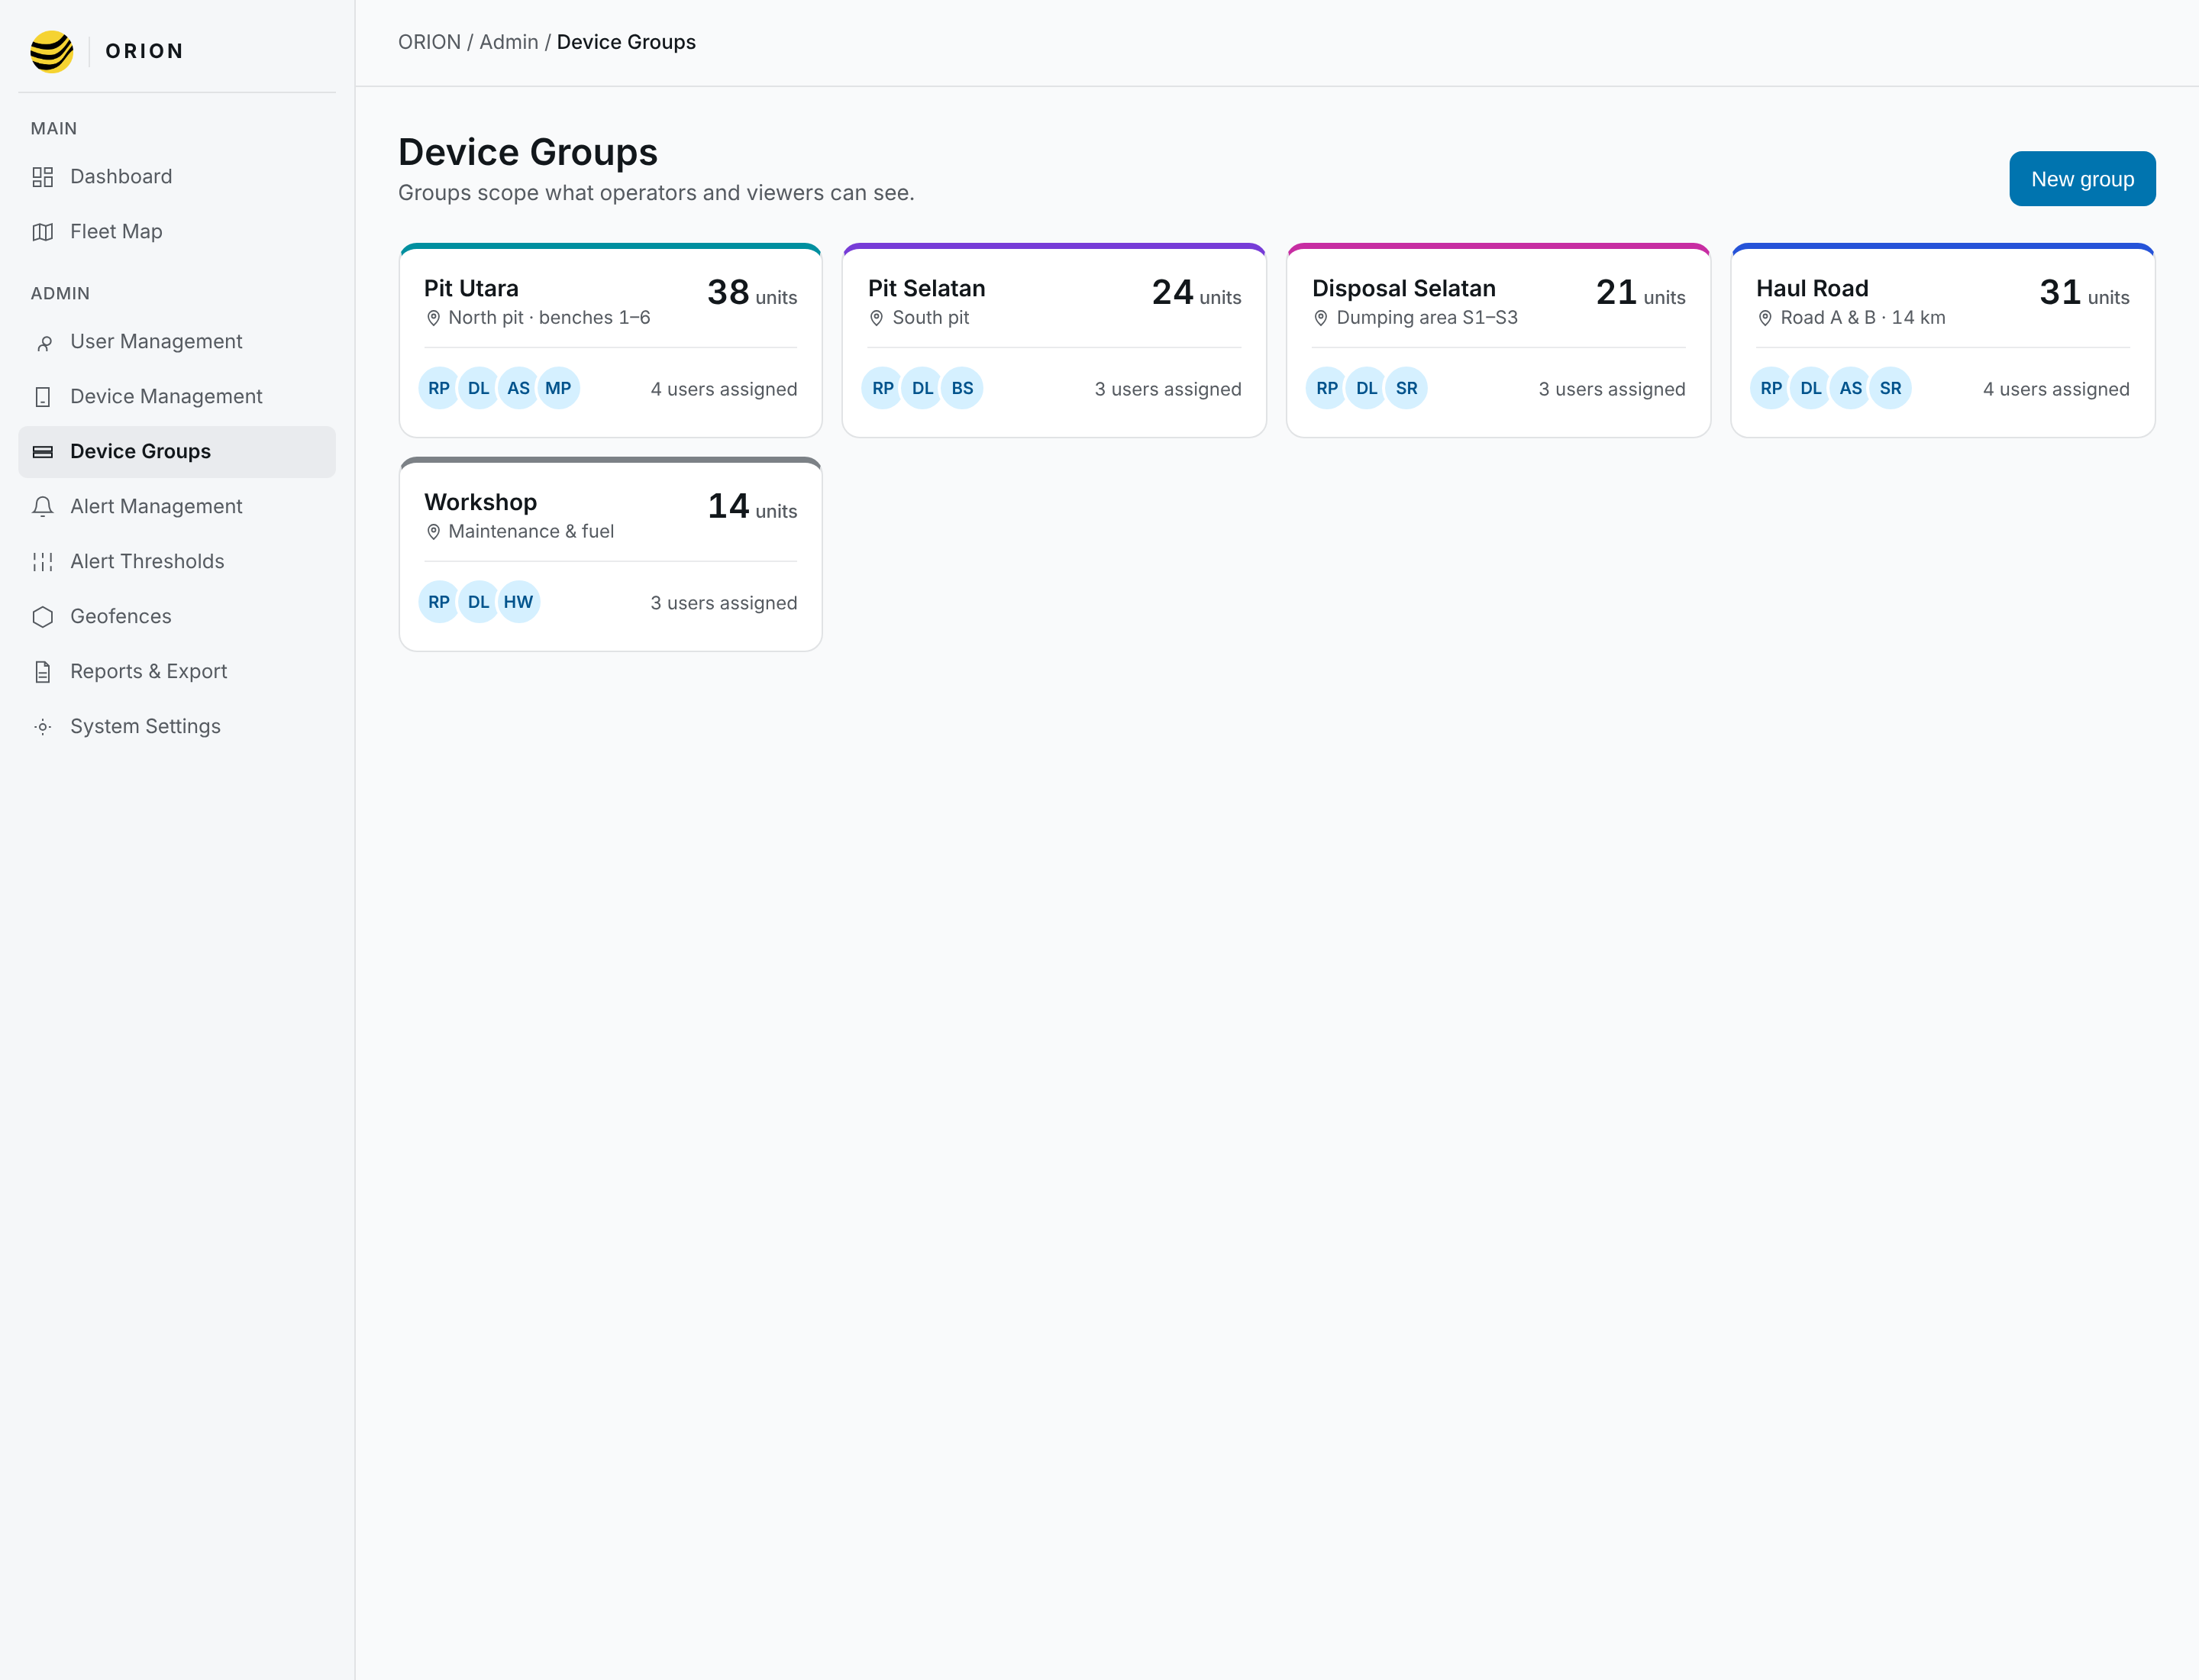 ORION
MAIN
Dashboard
Fleet Map
ADMIN
User Management
Device Management
Device Groups
Alert Management
Alert Thresholds
Geofences
Reports & Export
System Settings
ORION / Admin / Device Groups
Device Groups
Groups scope what operators and viewers can see.
New group
Pit Utara
38 units
North pit · benches 1–6
RP DL AS MP
4 users assigned
Pit Selatan
24 units
South pit
RP DL BS
3 users assigned
Disposal Selatan
21 units
Dumping area S1–S3
RP DL SR
3 users assigned
Haul Road
31 units
Road A & B · 14 km
RP DL AS SR
4 users assigned
Workshop
14 units
Maintenance & fuel
RP DL HW
3 users assigned